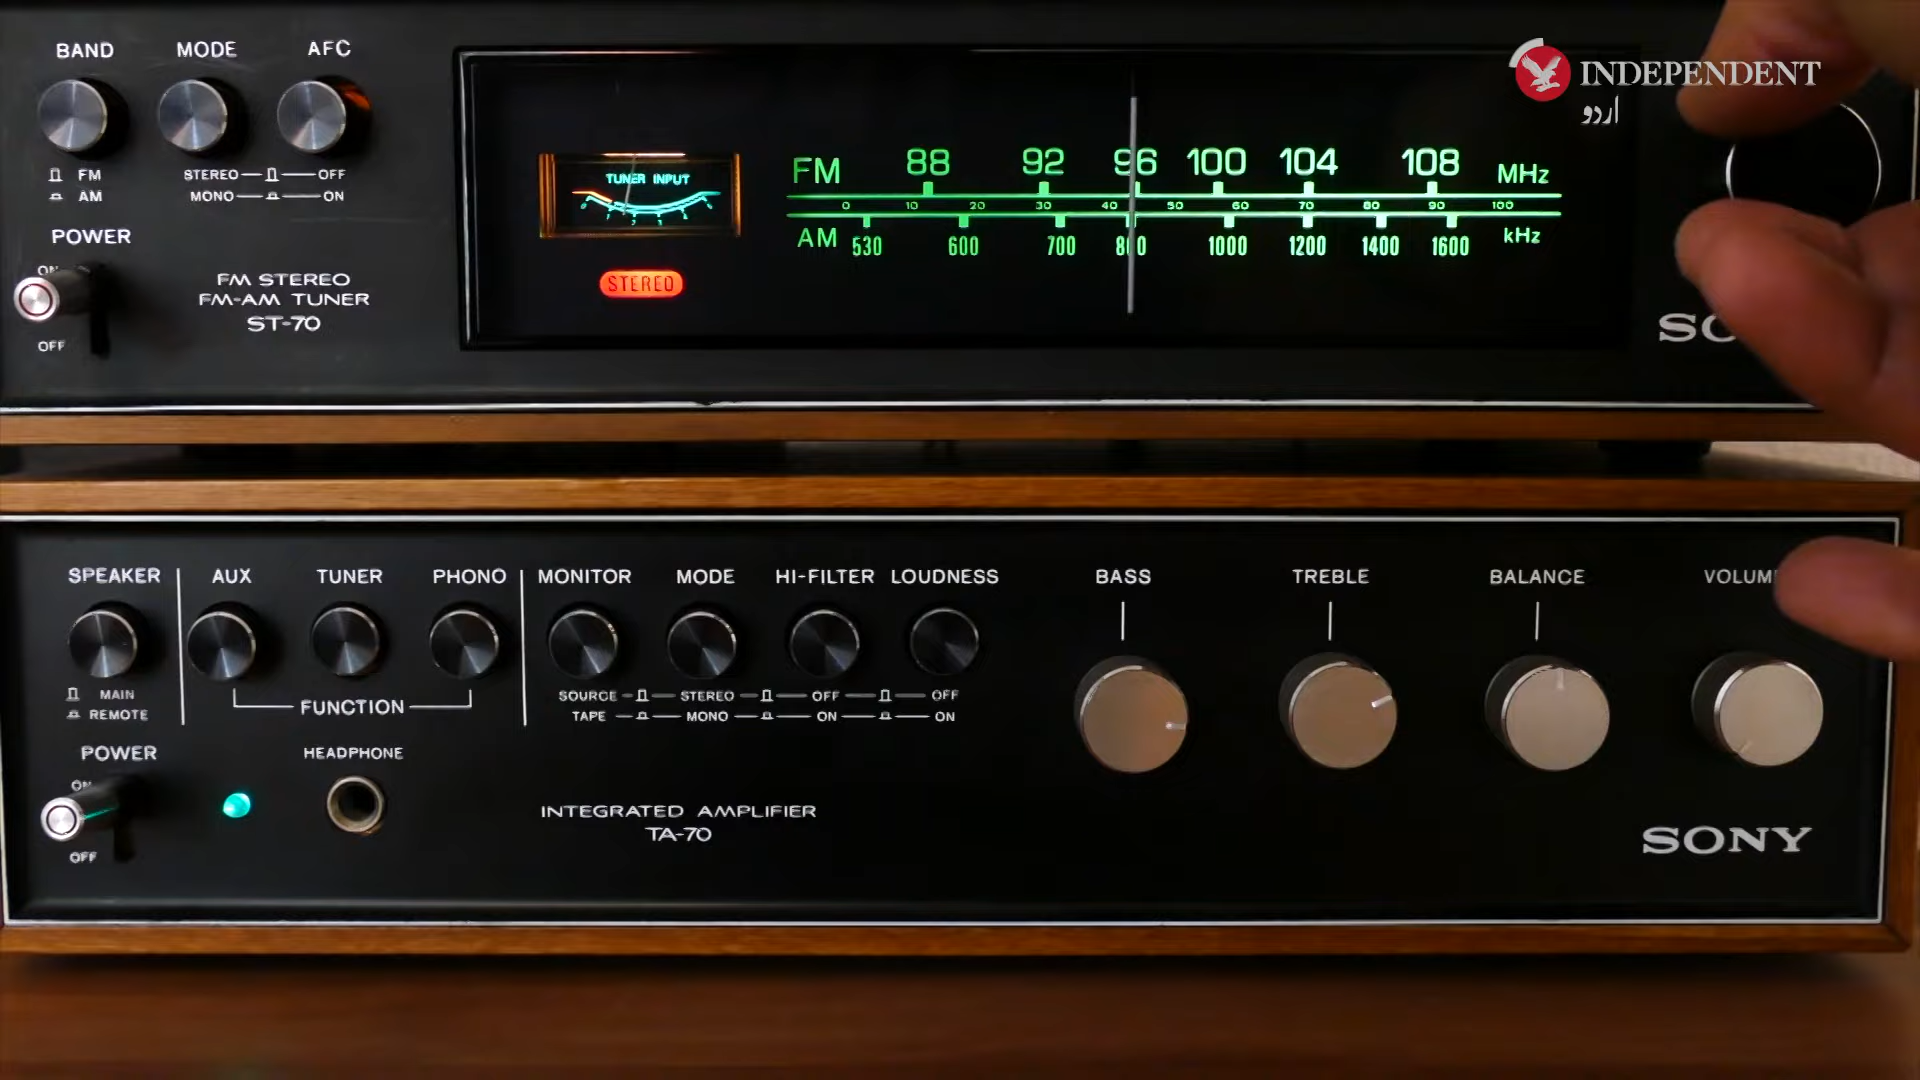 BAND MODE AFC
INDEPENDENT
اردو
FM STEREO OFF
AM MONO ON
POWER
ON
OFF
FM STEREO
FM-AM TUNER
ST-70
TUNER INPUT
STEREO
FM 88 92 96 100 104 108 MHz
0 10 20 30 40 50 60 70 80 90 100
AM 530 600 700 800 1000 1200 1400 1600 kHz
SPEAKER AUX TUNER PHONO MONITOR MODE HI-FILTER LOUDNESS BASS TREBLE BALANCE VOLUM
MAIN
REMOTE
FUNCTION
SOURCE STEREO OFF OFF
TAPE MONO ON ON
POWER
ON
OFF
HEADPHONE
INTEGRATED AMPLIFIER
TA-70
SONY